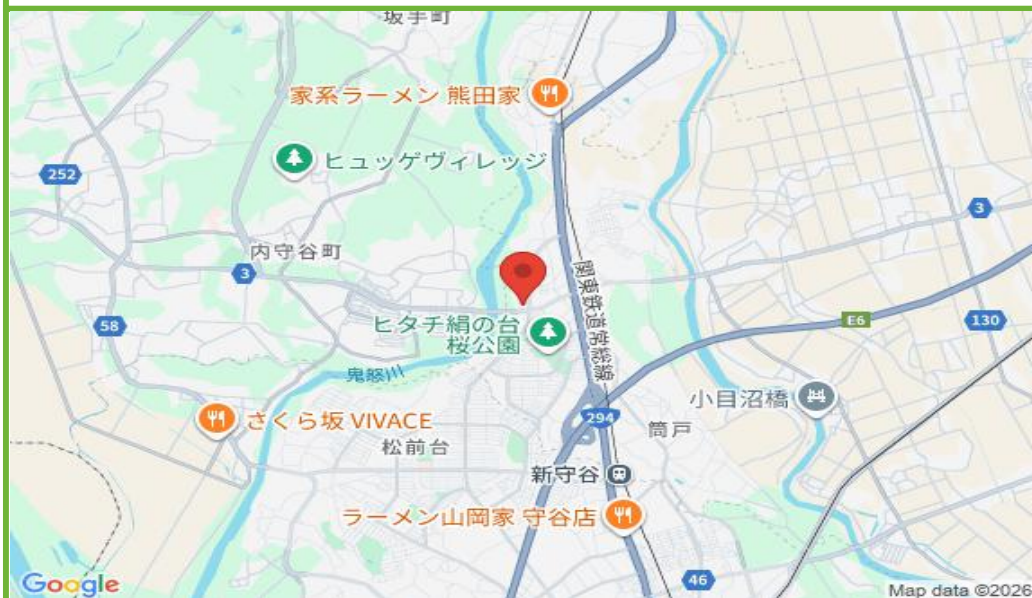 坂手町
家系ラーメン 熊田家
ヒュッゲヴィレッジ
252
3
内守谷町
3
関東鉄道常総線
58
ヒタチ絹の台
桜公園
E6
130
鬼怒川
小目沼橋
さくら坂 VIVACE
294
松前台
筒戸
新守谷
ラーメン山岡家 守谷店
46
Google
Map data ©2026